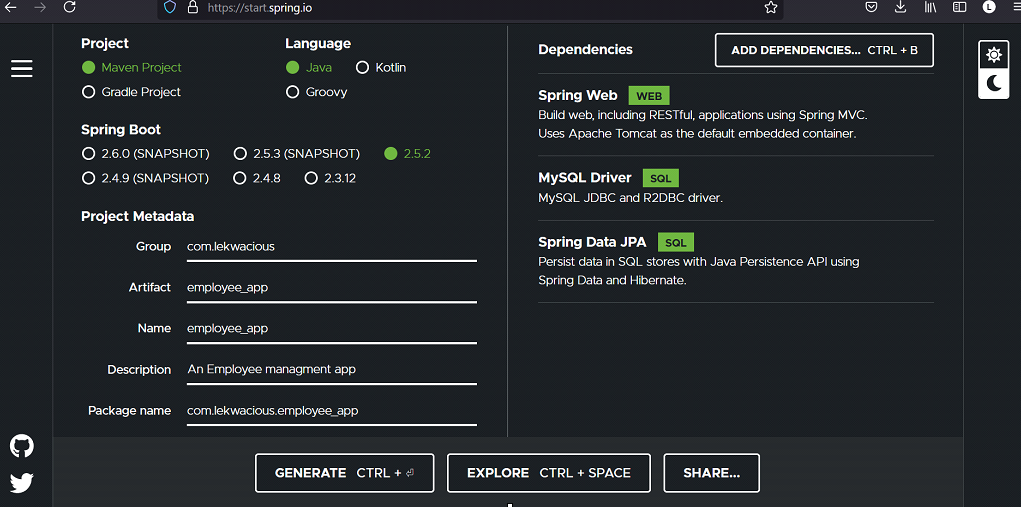 https://start.spring.io
L
Project
Maven Project
Gradle Project
Language
Java Kotlin
Groovy
Spring Boot
2.6.0 (SNAPSHOT) 2.5.3 (SNAPSHOT) 2.5.2
2.4.9 (SNAPSHOT) 2.4.8 2.3.12
Project Metadata
Group com.lekwacious
Artifact employee_app
Name employee_app
Description An Employee managment app
Package name com.lekwacious.employee_app
Dependencies ADD DEPENDENCIES... CTRL + B
Spring Web WEB
Build web, including RESTful, applications using Spring MVC.
Uses Apache Tomcat as the default embedded container.
MySQL Driver SQL
MySQL JDBC and R2DBC driver.
Spring Data JPA SQL
Persist data in SQL stores with Java Persistence API using
Spring Data and Hibernate.
GENERATE CTRL + ⏎ EXPLORE CTRL + SPACE SHARE...